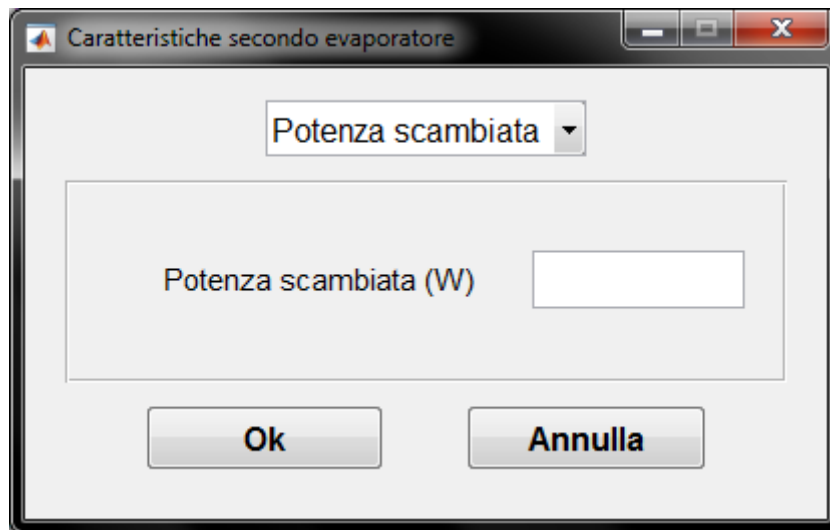 Caratteristiche secondo evaporatore
Potenza scambiata
Potenza scambiata (W)
Ok
Annulla